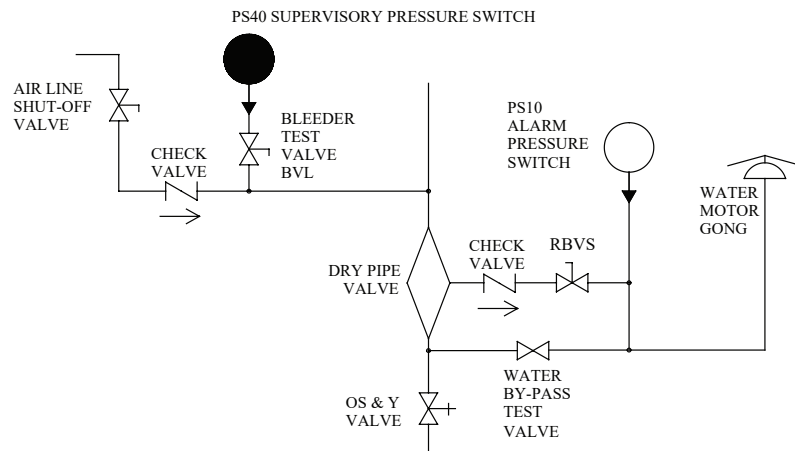 PS40 SUPERVISORY PRESSURE SWITCH
AIR LINE
SHUT-OFF
VALVE
BLEEDER
TEST
VALVE
BVL
CHECK
VALVE
PS10
ALARM
PRESSURE
SWITCH
WATER
MOTOR
GONG
DRY PIPE
VALVE
CHECK
VALVE
RBVS
OS & Y
VALVE
WATER
BY-PASS
TEST
VALVE